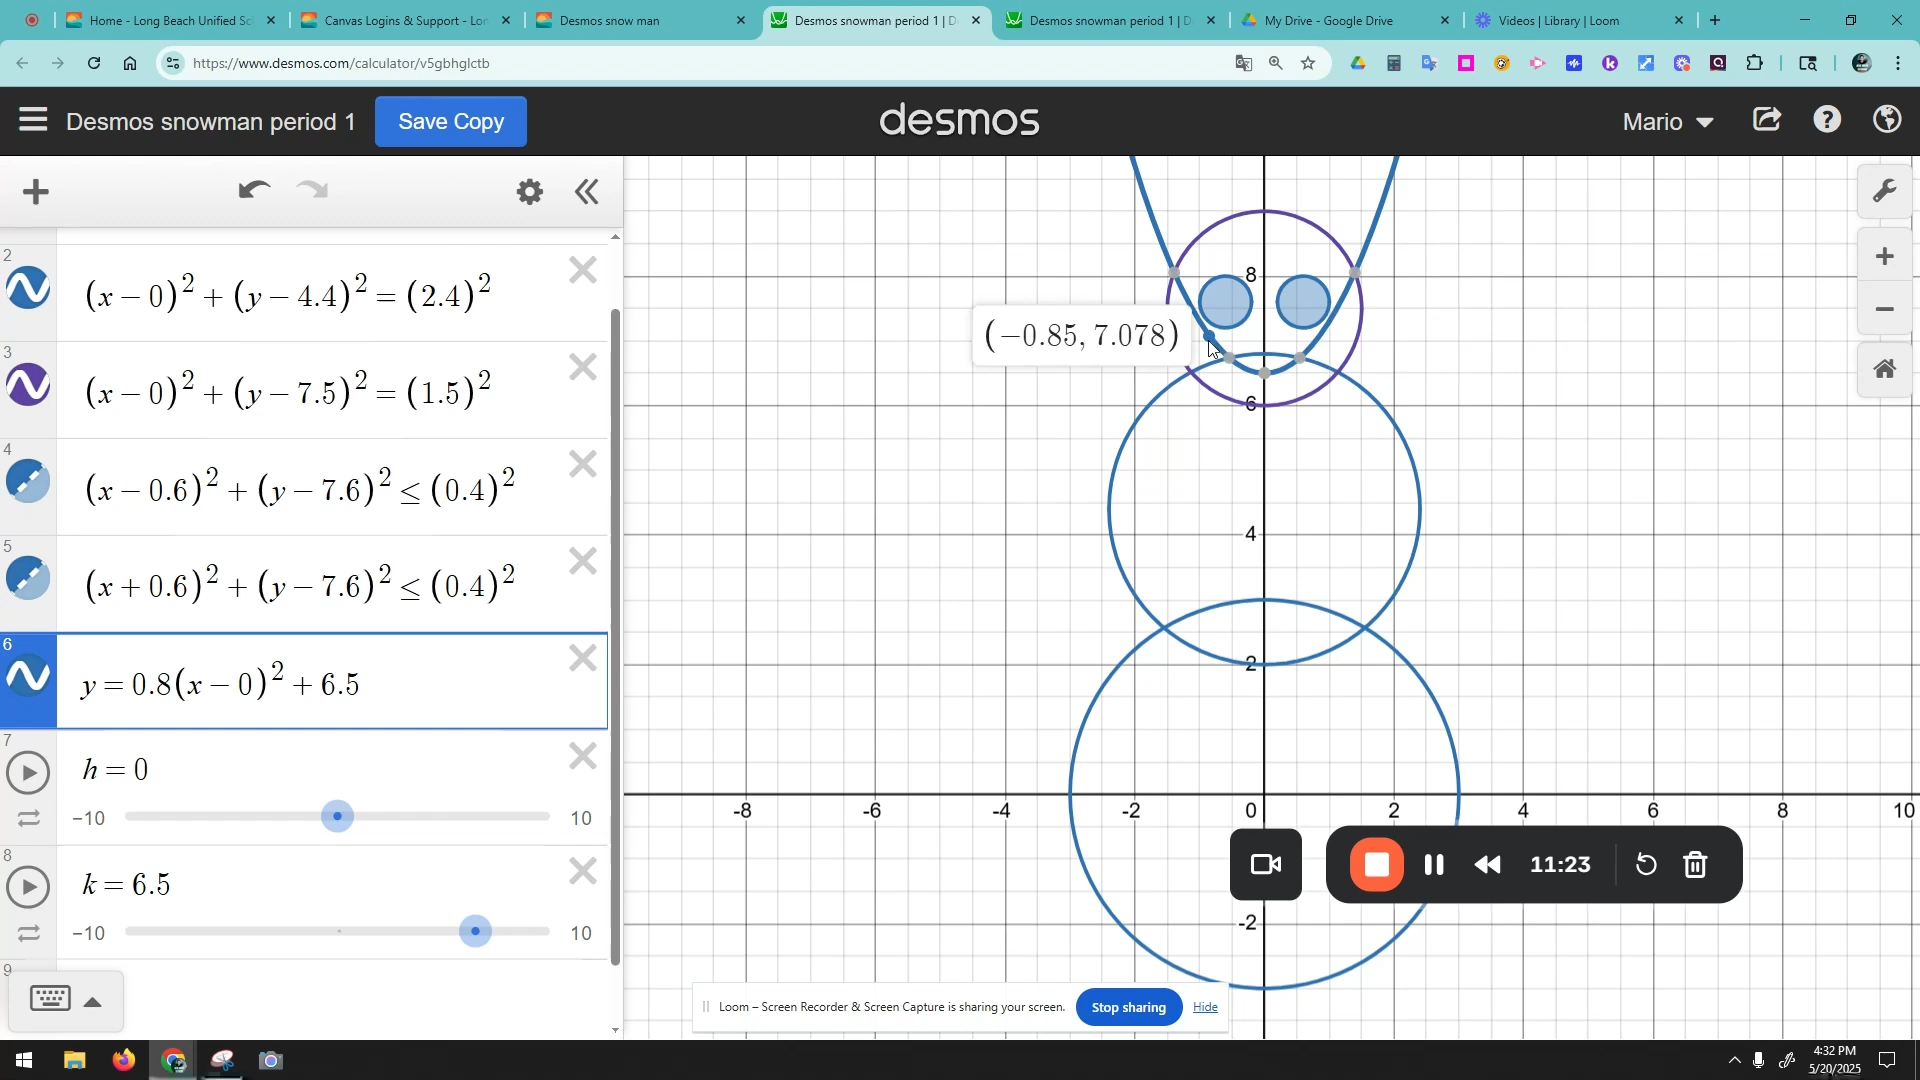 Home - Long Beach Unified Sc
Canvas Logins & Support - Lon
Desmos snow man
Desmos snowman period 1 | D
Desmos snowman period 1 | D
My Drive - Google Drive
Videos | Library | Loom
https://www.desmos.com/calculator/v5gbhglctb
Desmos snowman period 1
Save Copy
desmos
Mario
2
(x − 0)² + (y − 4.4)² = (2.4)²
3
(x − 0)² + (y − 7.5)² = (1.5)²
4
(x − 0.6)² + (y − 7.6)² ≤ (0.4)²
5
(x + 0.6)² + (y − 7.6)² ≤ (0.4)²
6
y = 0.8(x − 0)² + 6.5
7
h = 0
−10
10
8
k = 6.5
−10
10
9
(−0.85, 7.078)
8
6
4
2
-8 -6 -4 -2 0 2 4 6 8 10
-2
11:23
Loom – Screen Recorder & Screen Capture is sharing your screen.
Stop sharing
Hide
4:32 PM
5/20/2025